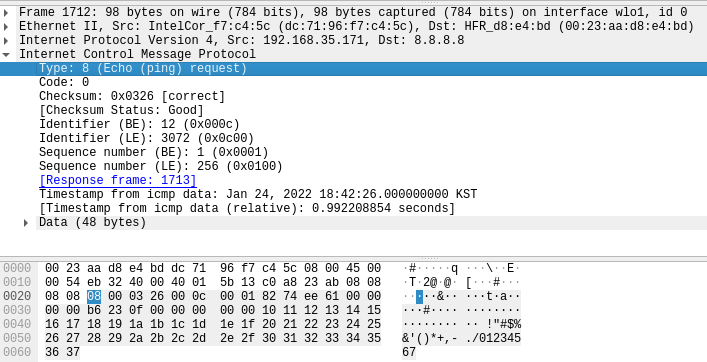 Frame 1712: 98 bytes on wire (784 bits), 98 bytes captured (784 bits) on interface wlo1, id 0
Ethernet II, Src: IntelCor_f7:c4:5c (dc:71:96:f7:c4:5c), Dst: HFR_d8:e4:bd (00:23:aa:d8:e4:bd)
Internet Protocol Version 4, Src: 192.168.35.171, Dst: 8.8.8.8
Internet Control Message Protocol
Type: 8 (Echo (ping) request)
Code: 0
Checksum: 0x0326 [correct]
[Checksum Status: Good]
Identifier (BE): 12 (0x000c)
Identifier (LE): 3072 (0x0c00)
Sequence number (BE): 1 (0x0001)
Sequence number (LE): 256 (0x0100)
[Response frame: 1713]
Timestamp from icmp data: Jan 24, 2022 18:42:26.000000000 KST
[Timestamp from icmp data (relative): 0.992208854 seconds]
Data (48 bytes)
0000 00 23 aa d8 e4 bd dc 71 96 f7 c4 5c 08 00 45 00 ·#·····q ···\··E·
0010 00 54 eb 32 40 00 40 01 5b 13 c0 a8 23 ab 08 08 ·T·2@·@· [···#···
0020 08 08 08 00 03 26 00 0c 00 01 82 74 ee 61 00 00 ·····&·· ···t·a··
0030 00 00 b6 23 0f 00 00 00 00 00 10 11 12 13 14 15 ···#···· ········
0040 16 17 18 19 1a 1b 1c 1d 1e 1f 20 21 22 23 24 25 ········ ·· !"#$%
0050 26 27 28 29 2a 2b 2c 2d 2e 2f 30 31 32 33 34 35 &'()*+,- ./012345
0060 36 37 67